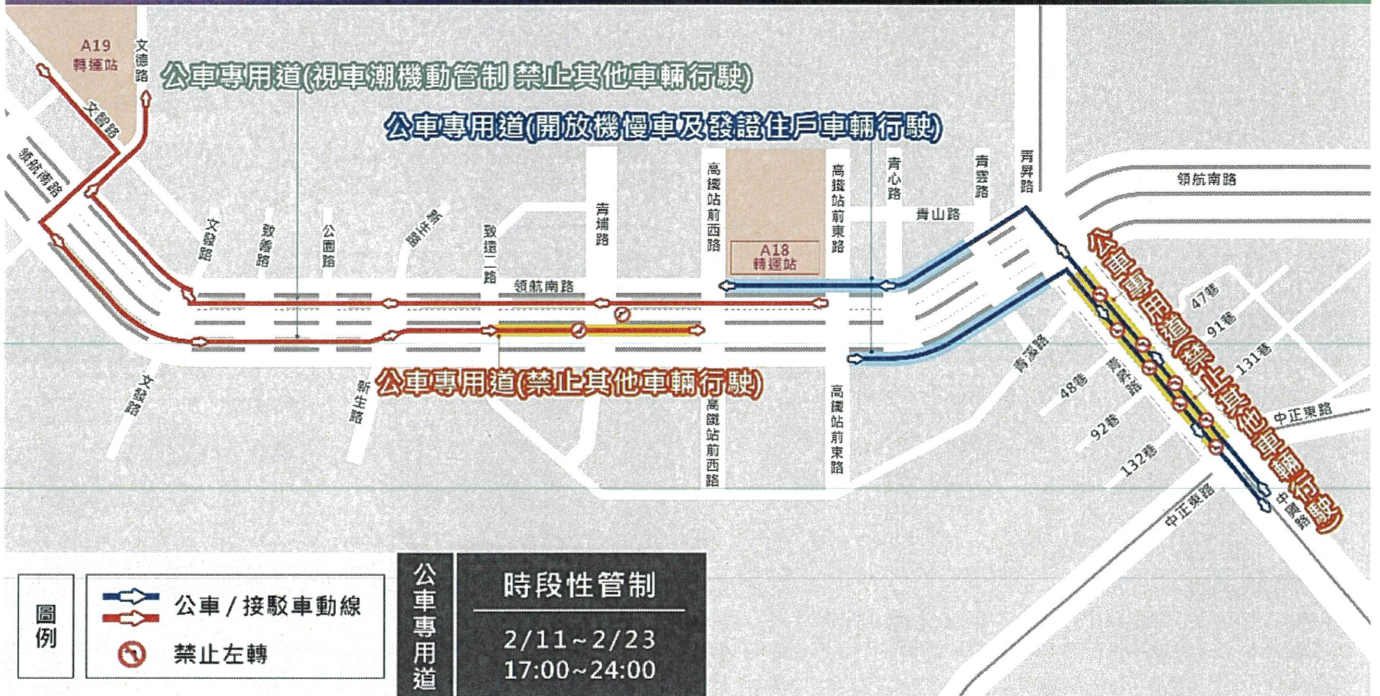 A19
轉運站
文德路
公車專用道(視車潮機動管制 禁止其他車輛行駛)
文智路
公車專用道(開放機慢車及發證住戶車輛行駛)
領航南路
文發路
致善路
公園路
新生路
致遠二路
青埔路
高鐵站前西路
A18
轉運站
高鐵站前東路
青心路
青雲路
青山路
青昇路
領航南路
領航南路
公車專用道(禁止其他車輛行駛)
47巷
91巷
131巷
青溪路
48巷
92巷
132巷
中正東路
公車專用道(禁止其他車輛行駛)
文發路
新生路
高鐵站前西路
高鐵站前東路
中正東路
圖例
公車/接駁車動線
禁止左轉
公車專用道
時段性管制
2/11~2/23
17:00~24:00